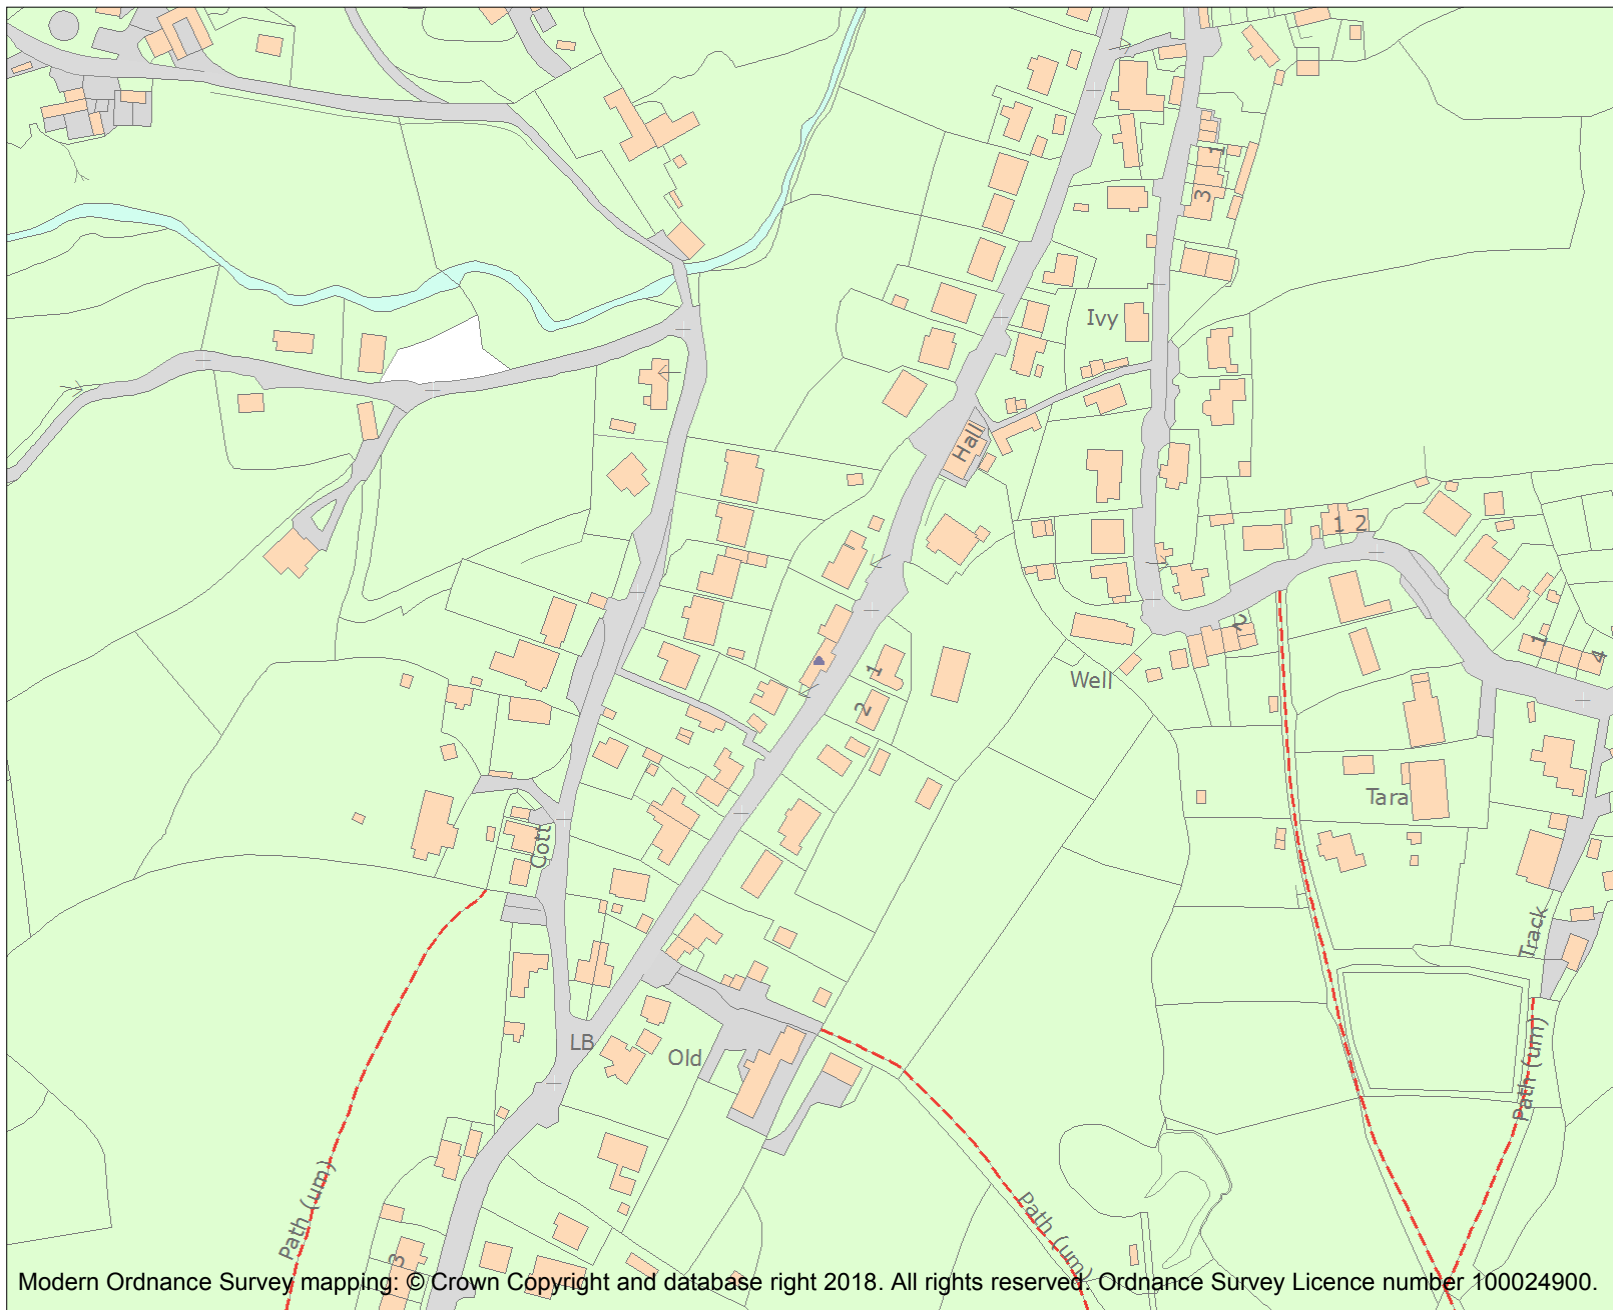 1
3
Ivy
Hall
1 2
2
1
4
Well
1
2
Tara
Cott
Track
LB
Old
Path (um)
Path (um)
Path (um)
3
Modern Ordnance Survey mapping: © Crown Copyright and database right 2018. All rights reserved. Ordnance Survey Licence number 100024900.